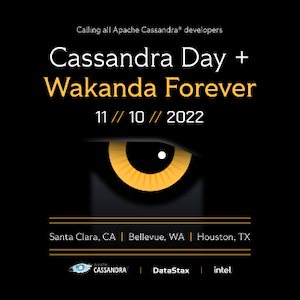 Calling all Apache Cassandra® developers
Cassandra Day +
Wakanda Forever
11 // 10 // 2022
Santa Clara, CA | Bellevue, WA | Houston, TX
APACHE CASSANDRA | DataStax | intel